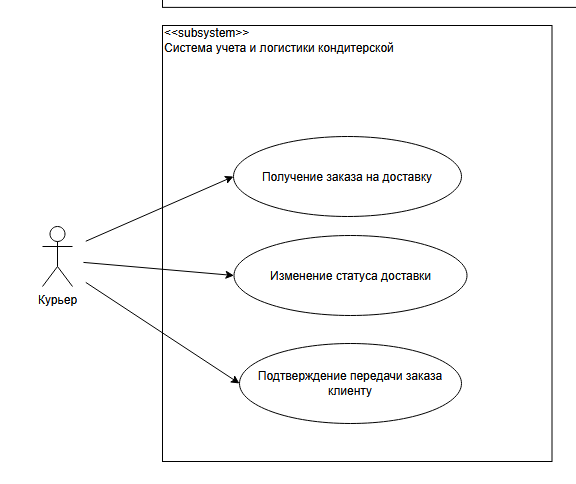 <<subsystem>>
Система учета и логистики кондитерской
Получение заказа на доставку
Изменение статуса доставки
Курьер
Подтверждение передачи заказа
клиенту